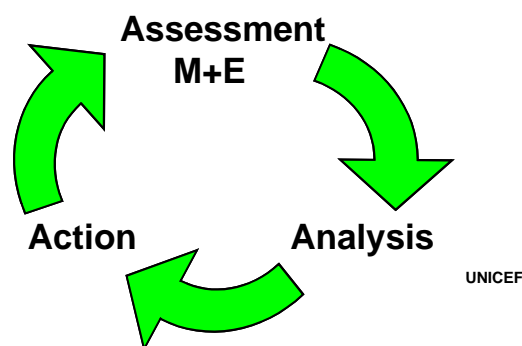 Assessment
M+E
Action
Analysis
UNICEF